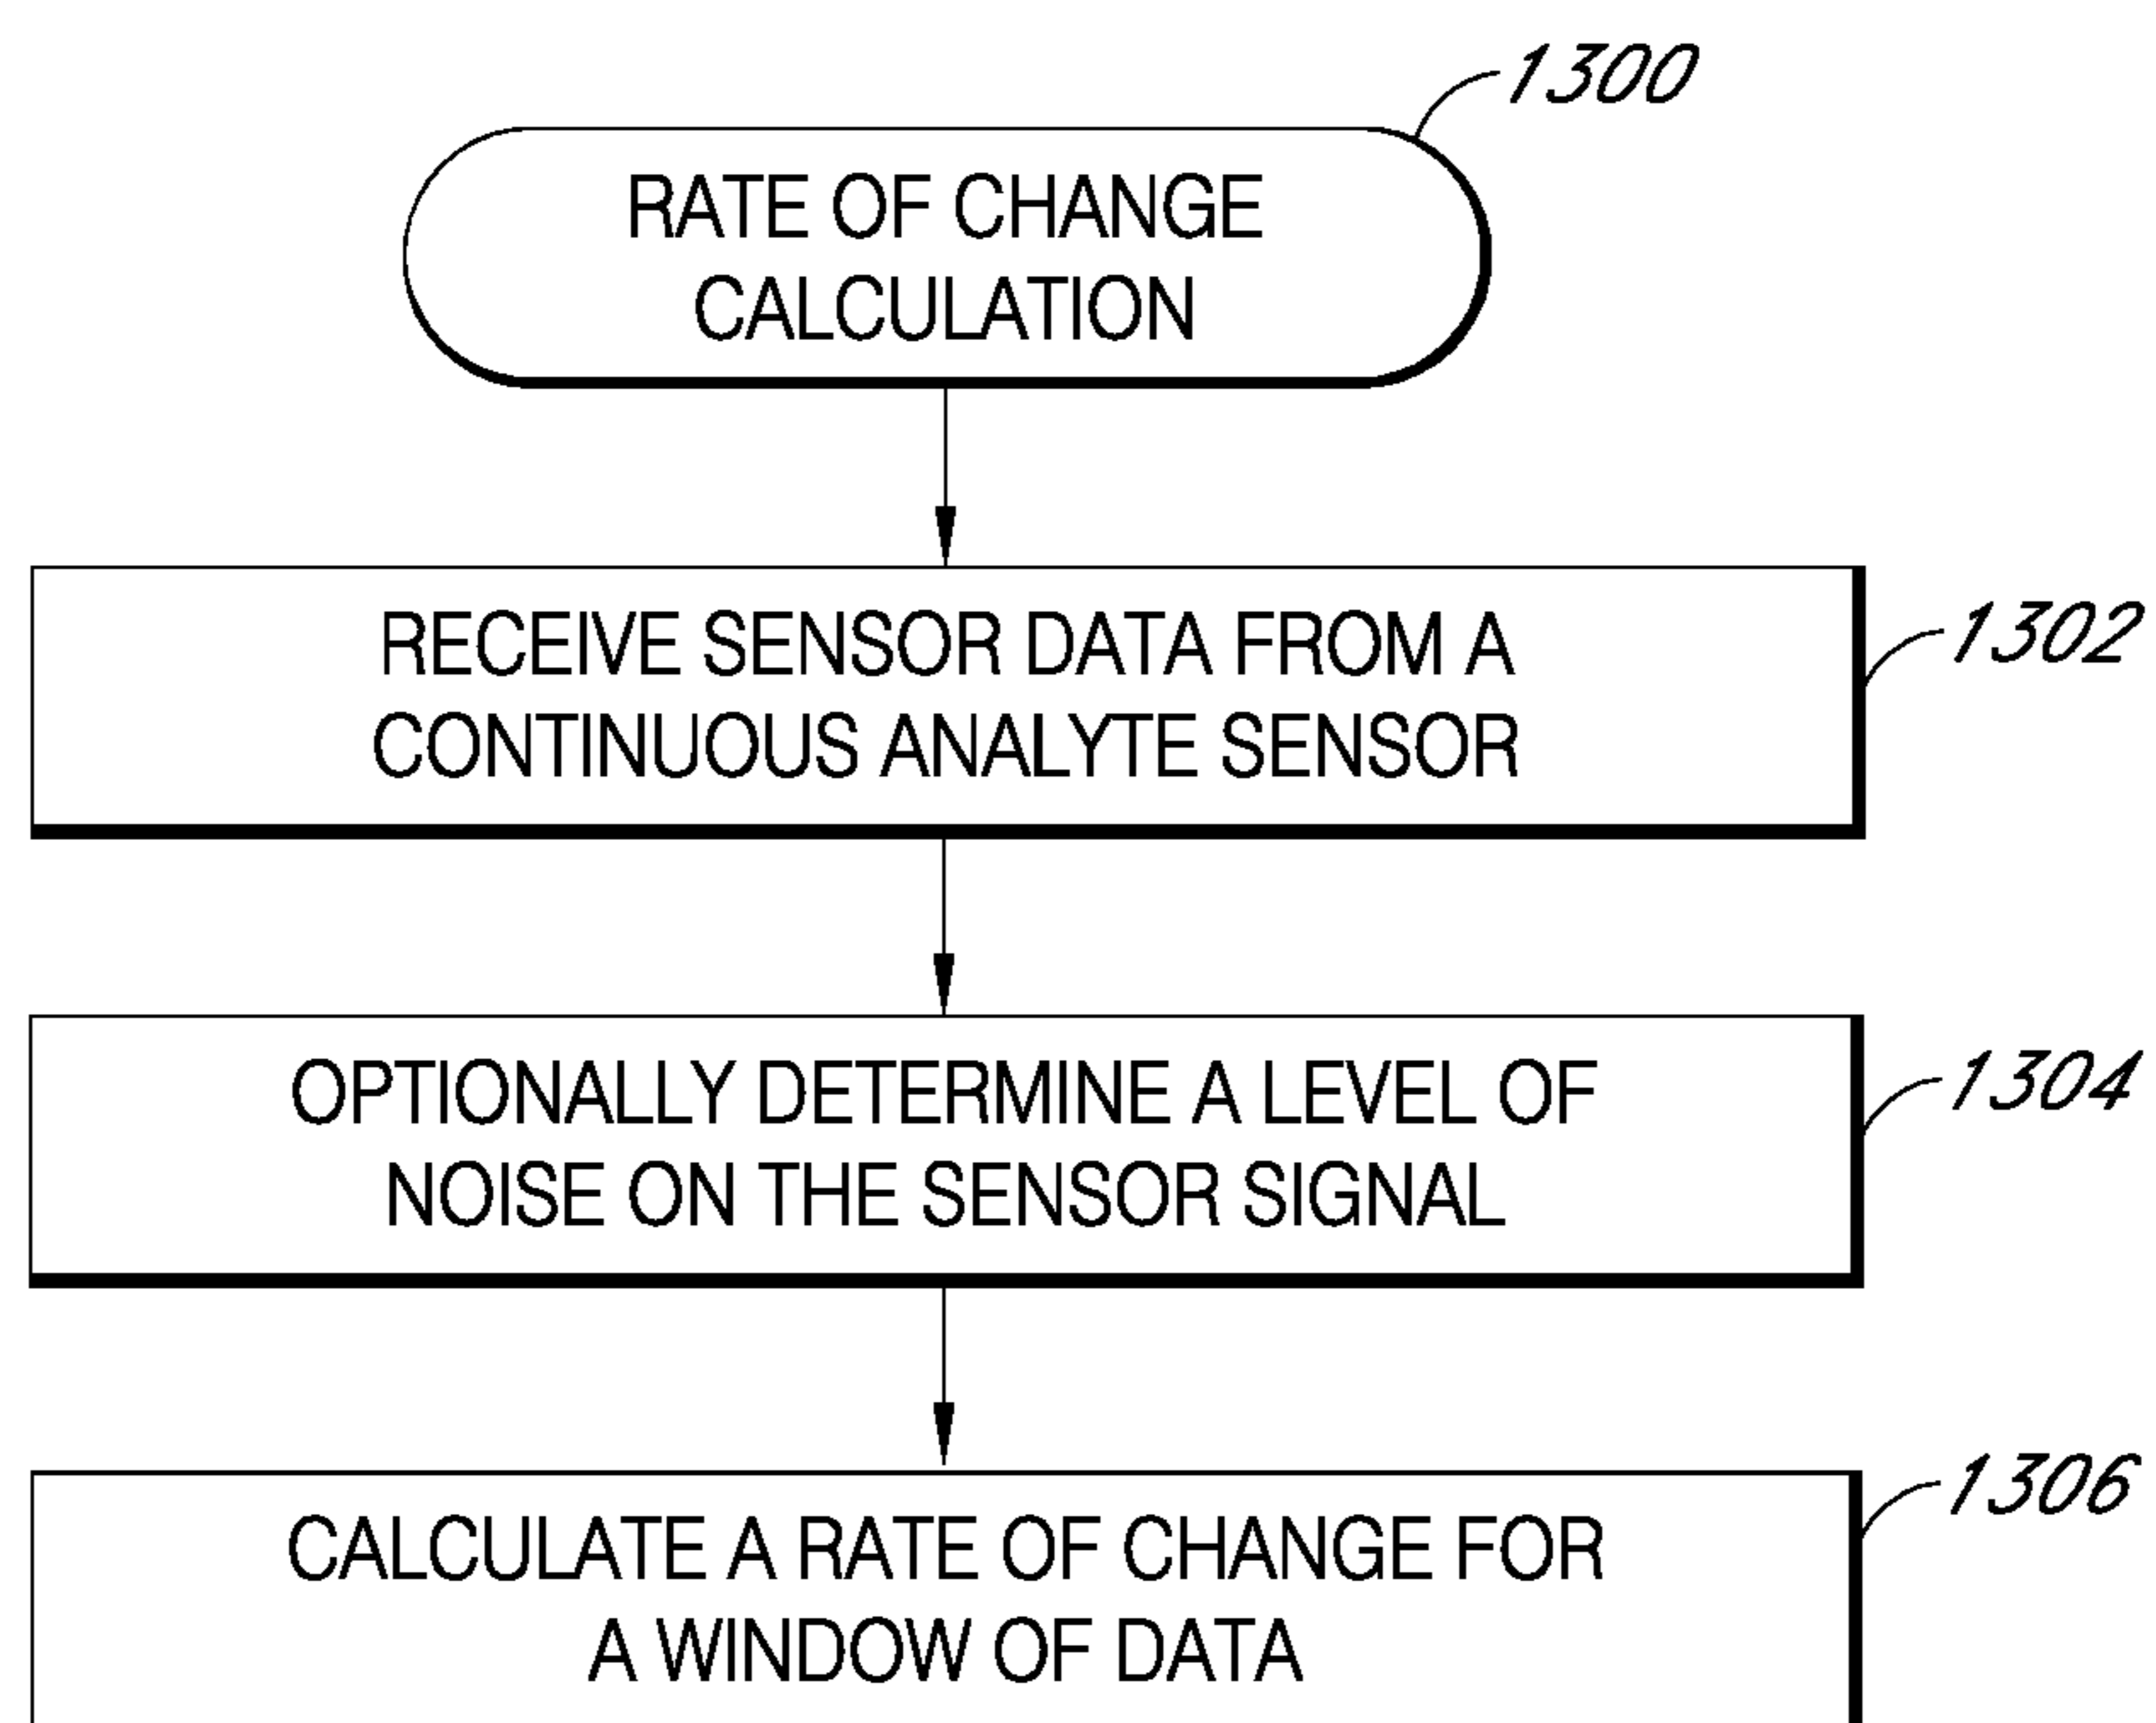 1300
RATE OF CHANGE
CALCULATION
RECEIVE SENSOR DATA FROM A
CONTINUOUS ANALYTE SENSOR
1302
OPTIONALLY DETERMINE A LEVEL OF
NOISE ON THE SENSOR SIGNAL
1304
CALCULATE A RATE OF CHANGE FOR
A WINDOW OF DATA
1306